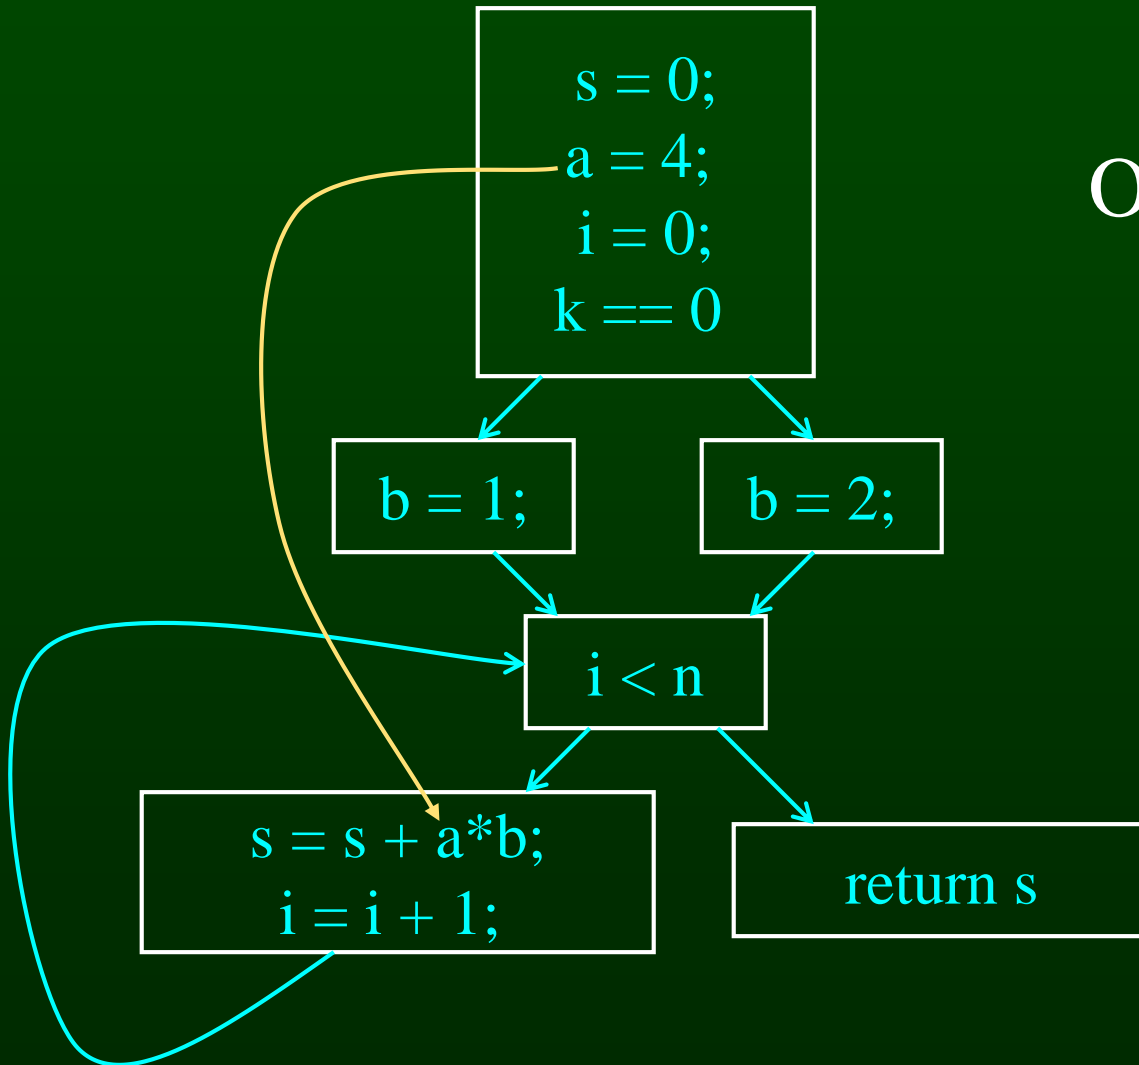 s = 0;
a = 4;
i = 0;
k == 0
O
b = 1;
b = 2;
i < n
s = s + a*b;
i = i + 1;
return s